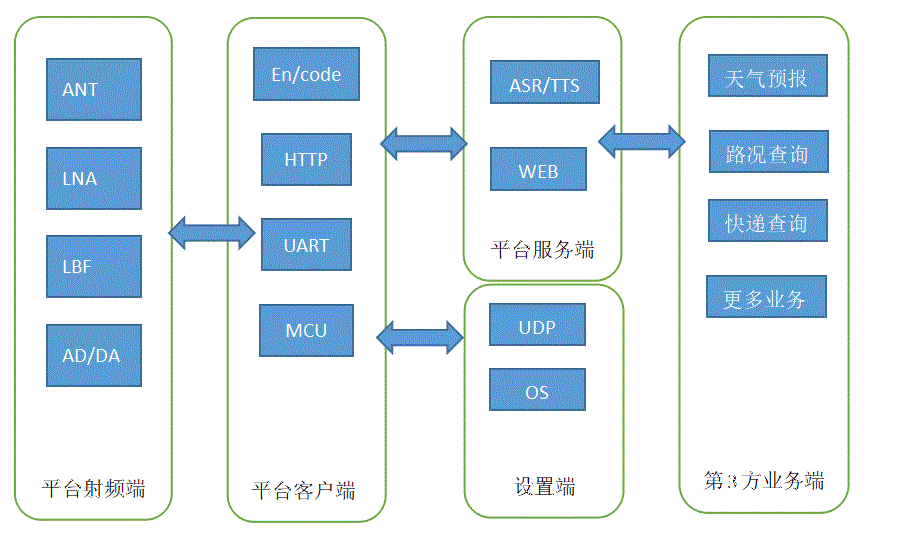 ANT
LNA
LBF
AD/DA
平台射频端
En/code
HTTP
UART
MCU
平台客户端
ASR/TTS
WEB
平台服务端
UDP
OS
设置端
天气预报
路况查询
快递查询
更多业务
第3方业务端